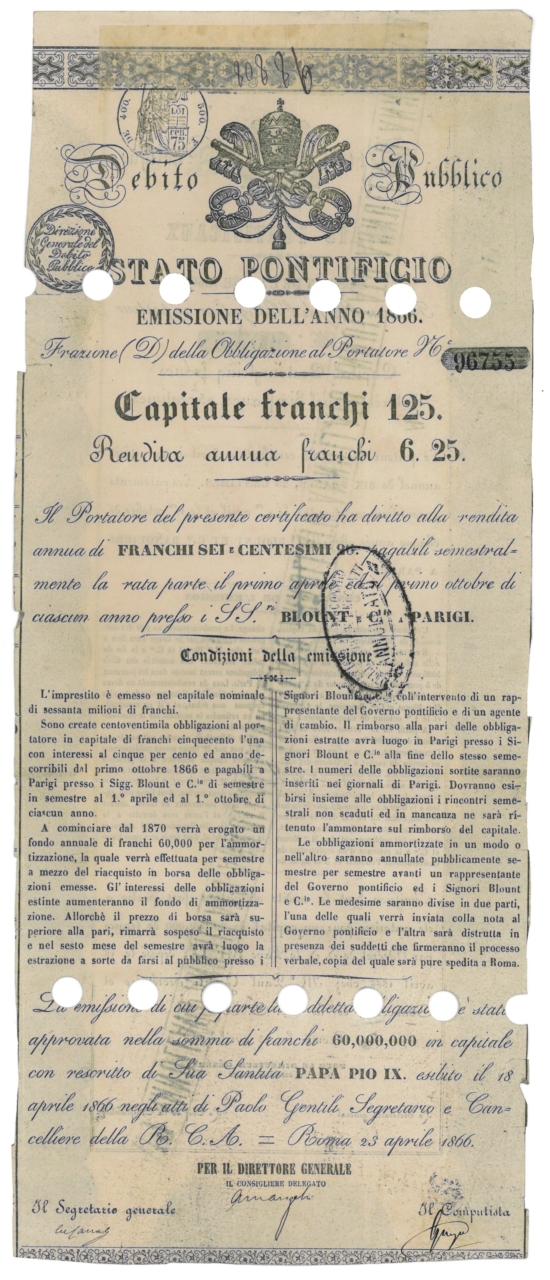 98 808
DE 400. 500. F
Debito Pubblico
Direzione
Generale del
Debito
Pubblico
STATO PONTIFICIO
EMISSIONE DELL'ANNO 1866.
Frazione (D) della Obbligazione al Portatore N.º 96755
Capitale franchi 125.
Rendita annua franchi 6. 25.
Il Portatore del presente certificato ha diritto alla rendita
annua di FRANCHI SEI E CENTESIMI pagabili semestral-
mente la rata parte il primo aprile ed il primo ottobre di
ciascun anno presso i SS.ri BLOUNT E C.ie A PARIGI.
Condizioni della emissione
L'imprestito è emesso nel capitale nominale
di sessanta milioni di franchi.
Sono create centoventimila obbligazioni al por-
tatore in capitale di franchi cinquecento l'una
con interessi al cinque per cento ed anno de-
corribili dal primo ottobre 1866 e pagabili a
Parigi presso i Sigg. Blount e C.ie di semestre
in semestre al 1.º aprile ed al 1.º ottobre di
ciascun anno.
A cominciare dal 1870 verrà erogato un
fondo annuale di franchi 60,000 per l'ammor-
tizzazione, la quale verrà effettuata per semestre
a mezzo del riacquisto in borsa delle obbliga-
zioni emesse. Gl'interessi delle obbligazioni
estinte aumenteranno il fondo di ammortizza-
zione. Allorchè il prezzo di borsa sarà su-
periore alla pari, rimarrà sospeso il riacquisto
e nel sesto mese del semestre avrà luogo la
estrazione a sorte da farsi al pubblico presso i
Signori Blount e C.ie coll'intervento di un rap-
presentante del Governo pontificio e di un agente
di cambio. Il rimborso alla pari delle obbliga-
zioni estratte avrà luogo in Parigi presso i Si-
gnori Blount e C.ie alla fine dello stesso seme-
stre. I numeri delle obbligazioni sortite saranno
inseriti nei giornali di Parigi. Dovranno esi-
birsi insieme alle obbligazioni i rincontri seme-
strali non scaduti ed in mancanza ne sarà ri-
tenuto l'ammontare sul rimborso del capitale.
Le obbligazioni ammortizzate in un modo o
nell'altro saranno annullate pubblicamente se-
mestre per semestre avanti un rappresentante
del Governo pontificio ed i Signori Blount
e C.ie. Le medesime saranno divise in due parti,
l'una delle quali verrà inviata colla nota al
Governo pontificio e l'altra sarà distrutta in
presenza dei suddetti che firmeranno il processo
verbale, copia del quale sarà pure spedita a Roma.
La emissione di cui fa parte la suddetta obbligazione è stata
approvata nella somma di franchi 60,000,000 in capitale
con rescritto di Sua Santità PAPA PIO IX. esibito il 18
aprile 1866 negli atti di Paolo Gentili Segretario e Can-
celliere della R. C. A. = Roma 23 aprile 1866.
PER IL DIRETTORE GENERALE
IL CONSIGLIERE DELEGATO
Il Segretario generale
Il Computista